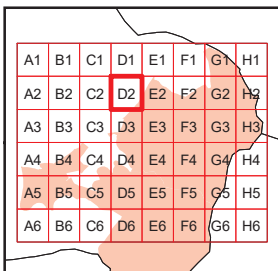 A1 B1 C1 D1 E1 F1 G1 H1
A2 B2 C2 D2 E2 F2 G2 H2
A3 B3 C3 D3 E3 F3 G3 H3
A4 B4 C4 D4 E4 F4 G4 H4
A5 B5 C5 D5 E5 F5 G5 H5
A6 B6 C6 D6 E6 F6 G6 H6